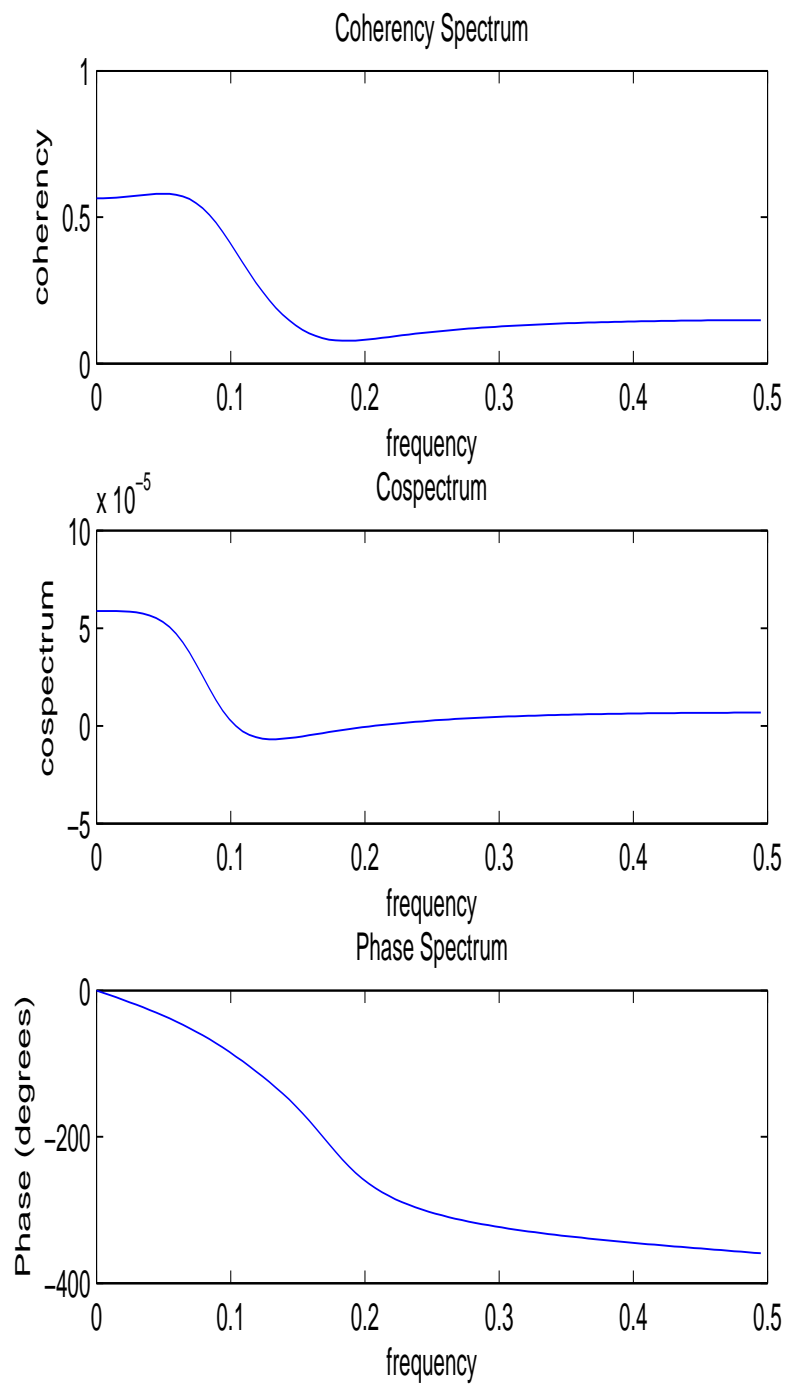 Coherency Spectrum
1
0.5
0
coherency
0 0.1 0.2 0.3 0.4 0.5
frequency
Cospectrum
x 10^−5
10
5
0
−5
cospectrum
0 0.1 0.2 0.3 0.4 0.5
frequency
Phase Spectrum
0
−200
−400
Phase (degrees)
0 0.1 0.2 0.3 0.4 0.5
frequency